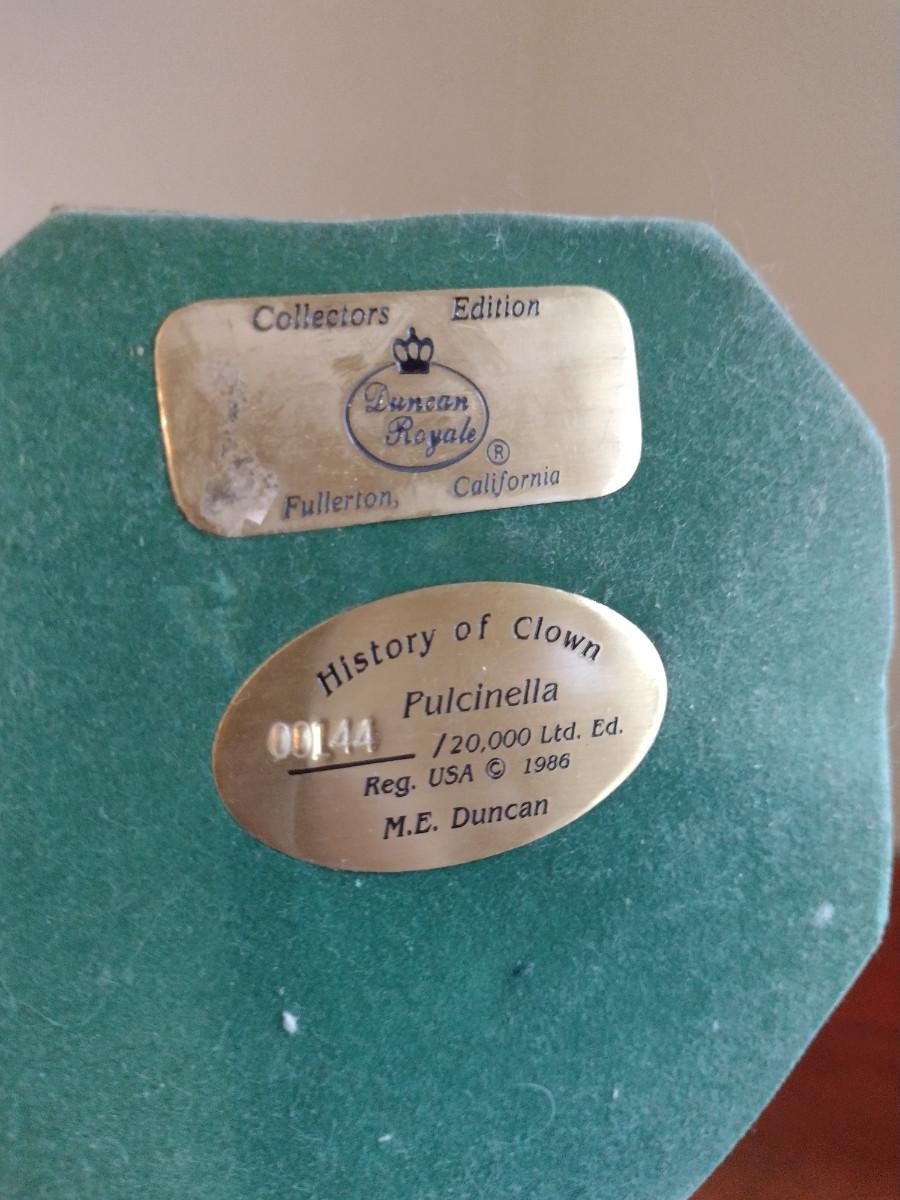 Collectors Edition
Duncan
Royale ®
Fullerton, California
History of Clown
Pulcinella
00144 /20,000 Ltd. Ed.
Reg. USA © 1986
M.E. Duncan